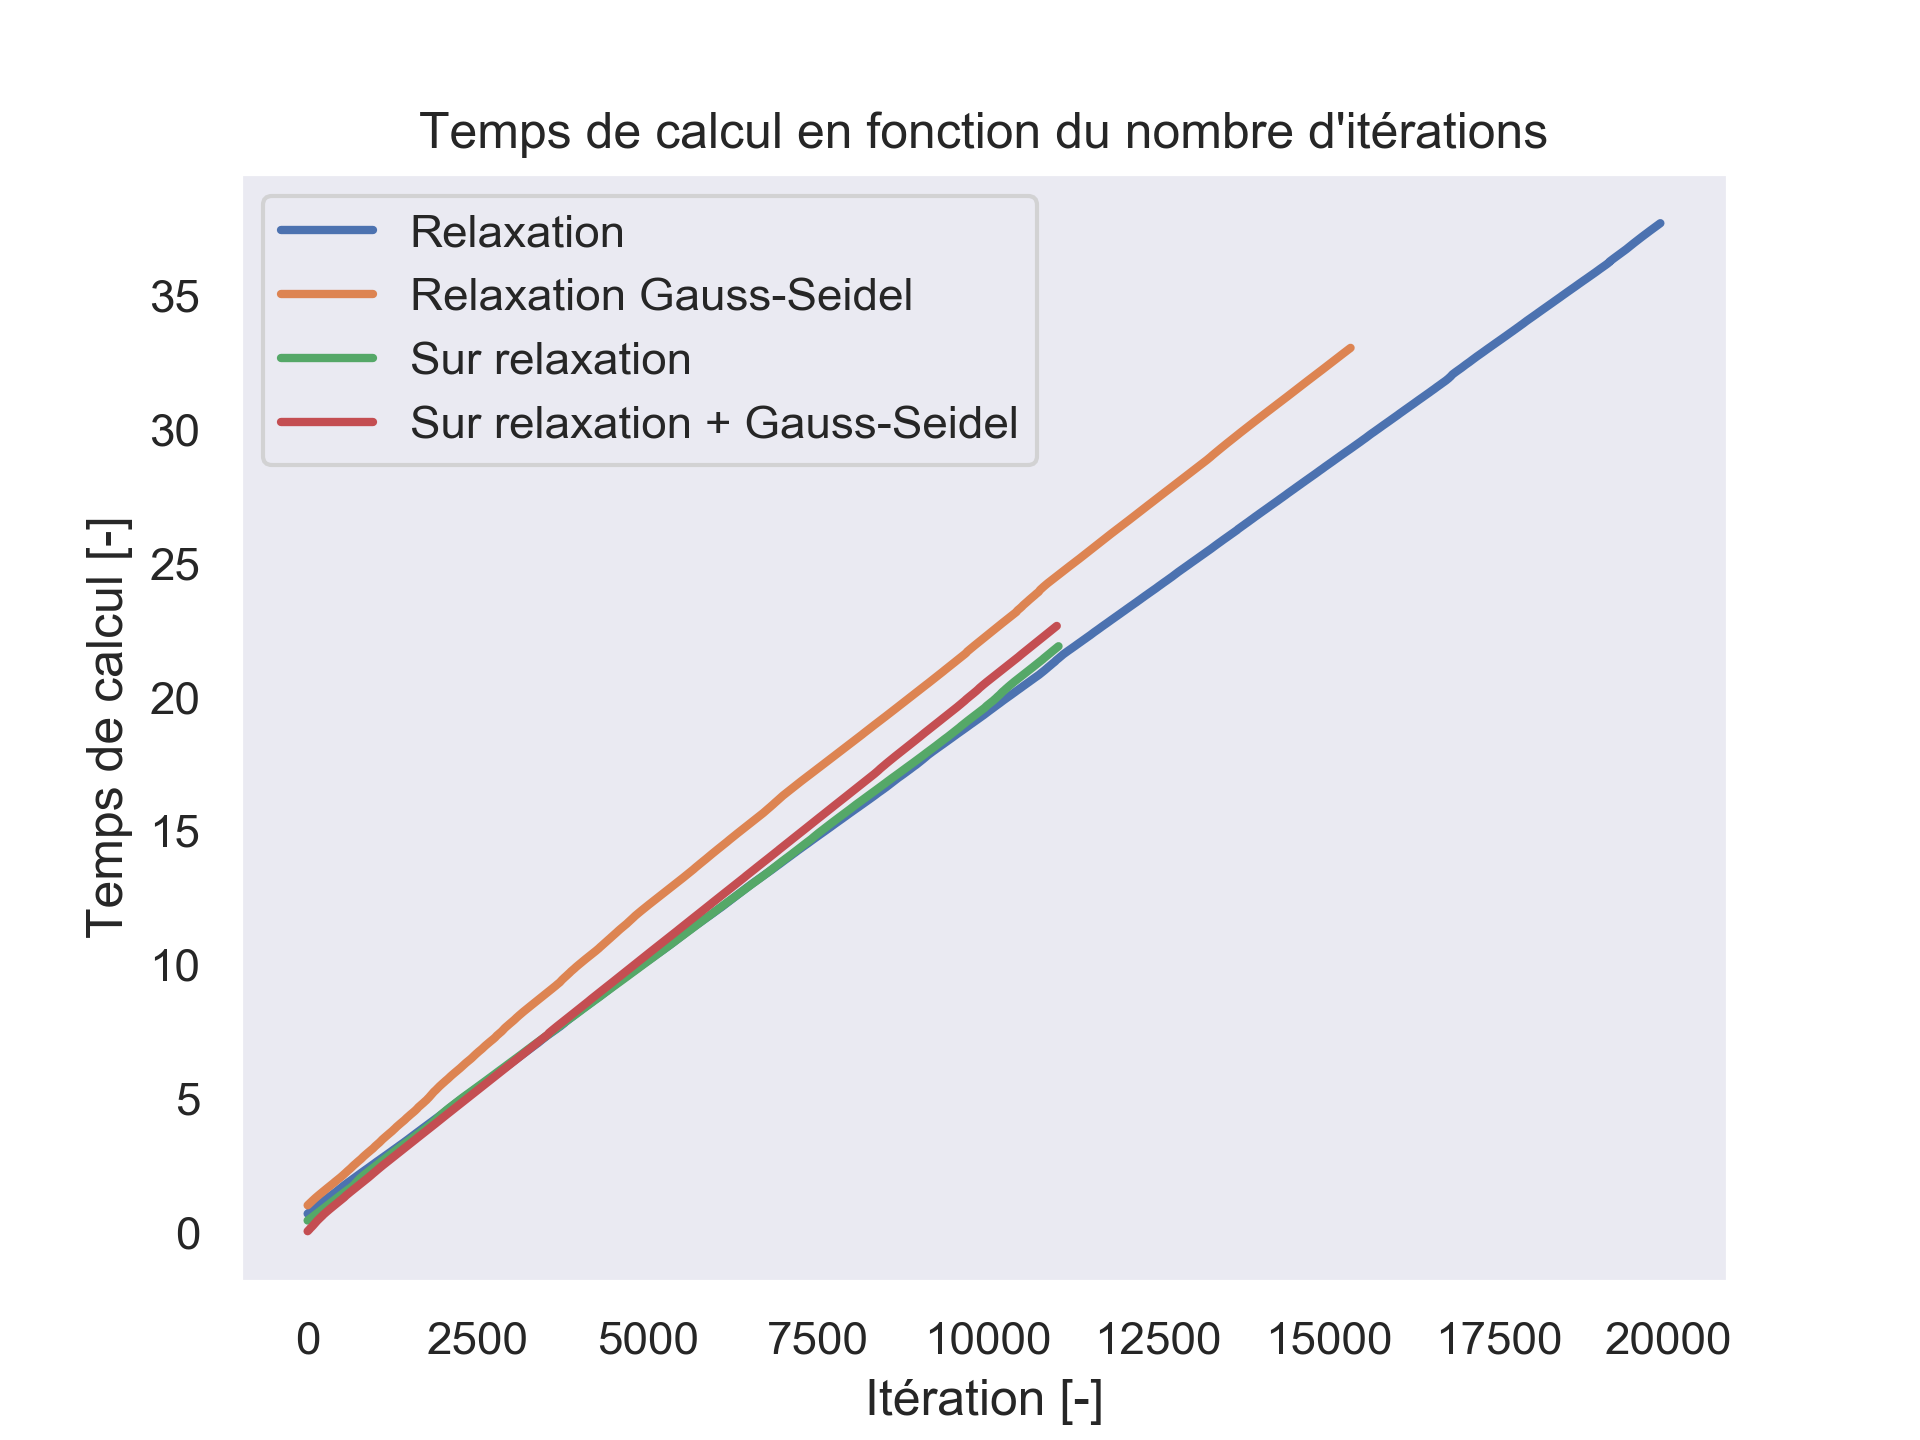 Temps de calcul en fonction du nombre d'itérations
Relaxation
Relaxation Gauss-Seidel
Sur relaxation
Sur relaxation + Gauss-Seidel
Temps de calcul [-]
35
30
25
20
15
10
5
0
0 2500 5000 7500 10000 12500 15000 17500 20000
Itération [-]